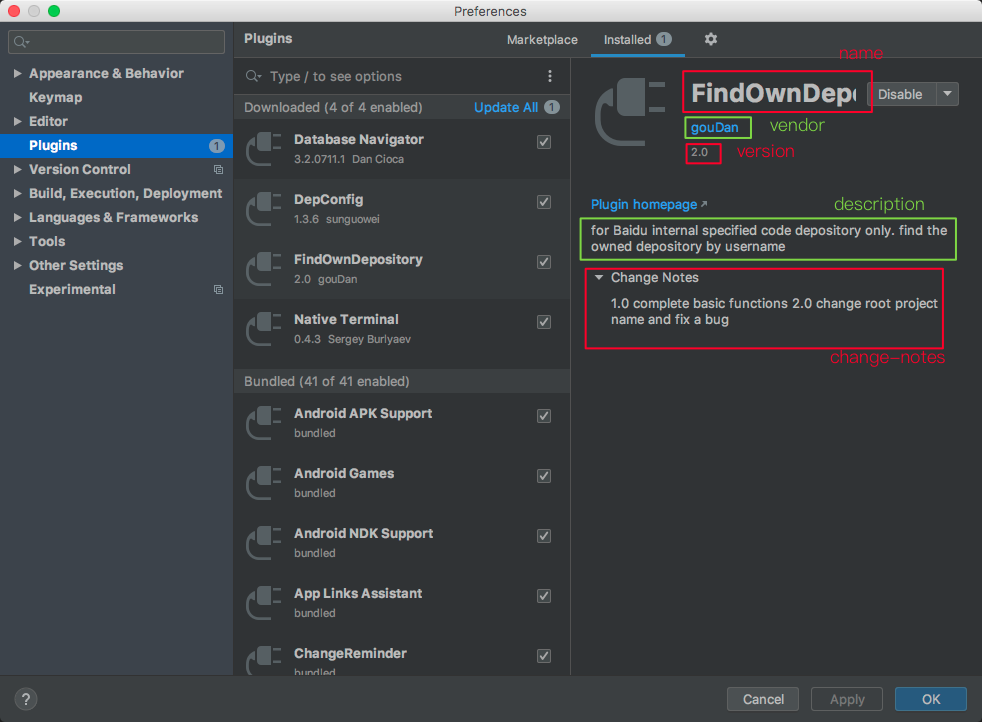 Preferences
Plugins
Marketplace
Installed 1
name
Appearance & Behavior
Keymap
Editor
Plugins 1
Version Control
Build, Execution, Deployment
Languages & Frameworks
Tools
Other Settings
Experimental
Type / to see options
Downloaded (4 of 4 enabled)
Update All 1
Database Navigator
3.2.0711.1 Dan Cioca
DepConfig
1.3.6 sunguowei
FindOwnDepository
2.0 gouDan
Native Terminal
0.4.3 Sergey Burlyaev
Bundled (41 of 41 enabled)
Android APK Support
bundled
Android Games
bundled
Android NDK Support
bundled
App Links Assistant
bundled
ChangeReminder
bundled
FindOwnDep
Disable
gouDan
vendor
2.0
version
Plugin homepage
description
for Baidu internal specified code depository only. find the
owned depository by username
Change Notes
1.0 complete basic functions 2.0 change root project
name and fix a bug
change-notes
?
Cancel
Apply
OK